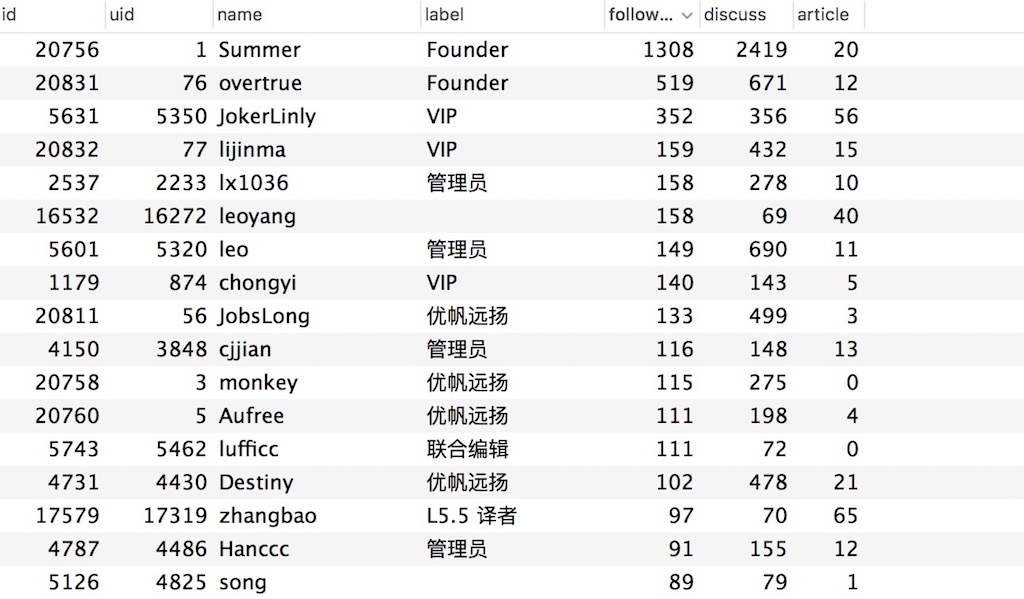 id uid name label follow... discuss article
20756 1 Summer Founder 1308 2419 20
20831 76 overtrue Founder 519 671 12
5631 5350 JokerLinly VIP 352 356 56
20832 77 lijinma VIP 159 432 15
2537 2233 lx1036 管理员 158 278 10
16532 16272 leoyang 158 69 40
5601 5320 leo 管理员 149 690 11
1179 874 chongyi VIP 140 143 5
20811 56 JobsLong 优帆远扬 133 499 3
4150 3848 cjjian 管理员 116 148 13
20758 3 monkey 优帆远扬 115 275 0
20760 5 Aufree 优帆远扬 111 198 4
5743 5462 lufficc 联合编辑 111 72 0
4731 4430 Destiny 优帆远扬 102 478 21
17579 17319 zhangbao L5.5 译者 97 70 65
4787 4486 Hanccc 管理员 91 155 12
5126 4825 song 89 79 1